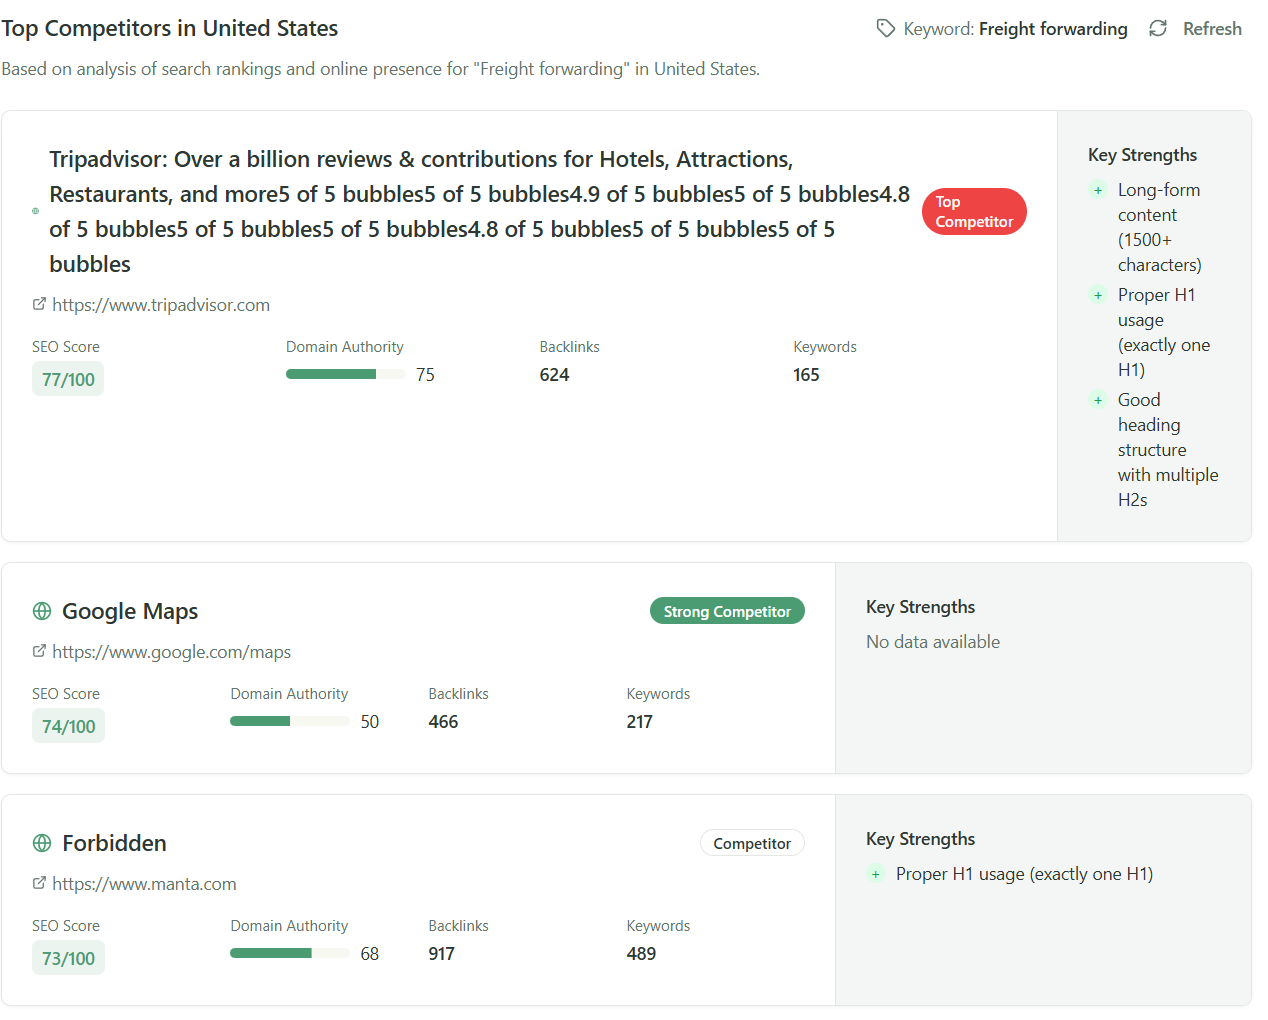 Top Competitors in United States
Keyword: Freight forwarding
Refresh
Based on analysis of search rankings and online presence for "Freight forwarding" in United States.
Tripadvisor: Over a billion reviews & contributions for Hotels, Attractions,
Restaurants, and more5 of 5 bubbles5 of 5 bubbles4.9 of 5 bubbles5 of 5 bubbles4.8
of 5 bubbles5 of 5 bubbles5 of 5 bubbles4.8 of 5 bubbles5 of 5 bubbles5 of 5
bubbles
Top
Competitor
https://www.tripadvisor.com
SEO Score
77/100
Domain Authority
75
Backlinks
624
Keywords
165
Key Strengths
+ Long-form
content
(1500+
characters)
+ Proper H1
usage
(exactly one
H1)
+ Good
heading
structure
with multiple
H2s
Google Maps
Strong Competitor
https://www.google.com/maps
SEO Score
74/100
Domain Authority
50
Backlinks
466
Keywords
217
Key Strengths
No data available
Forbidden
Competitor
https://www.manta.com
SEO Score
73/100
Domain Authority
68
Backlinks
917
Keywords
489
Key Strengths
+ Proper H1 usage (exactly one H1)